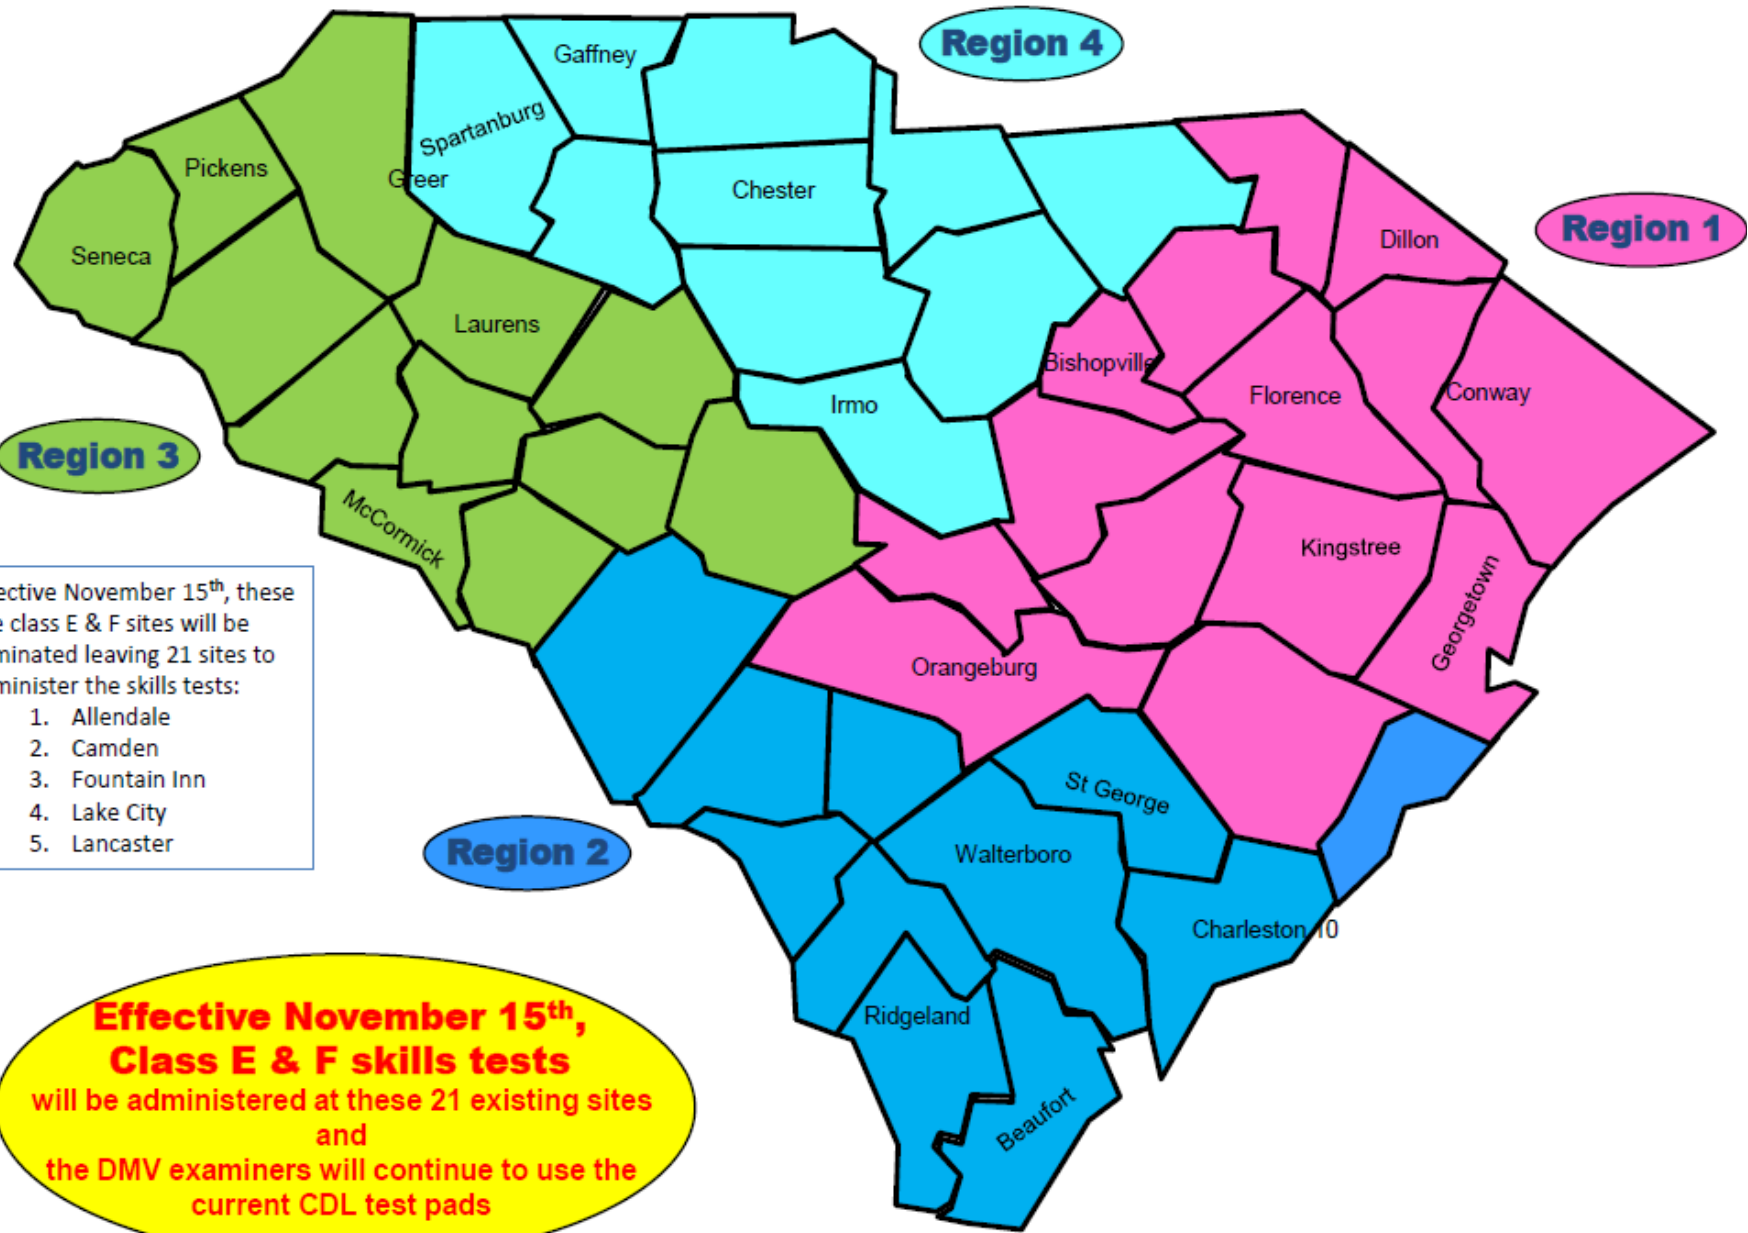 Region 4
Gaffney
Spartanburg
Pickens
Greer
Chester
Region 1
Dillon
Seneca
Laurens
Bishopville
Irmo
Florence
Conway
Region 3
McCormick
Kingstree
Georgetown
ective November 15th, these
e class E & F sites will be
minated leaving 21 sites to
minister the skills tests:
1. Allendale
2. Camden
3. Fountain Inn
4. Lake City
5. Lancaster
Orangeburg
St George
Region 2
Walterboro
Charleston 10
Ridgeland
Beaufort
Effective November 15th,
Class E & F skills tests
will be administered at these 21 existing sites
and
the DMV examiners will continue to use the
current CDL test pads